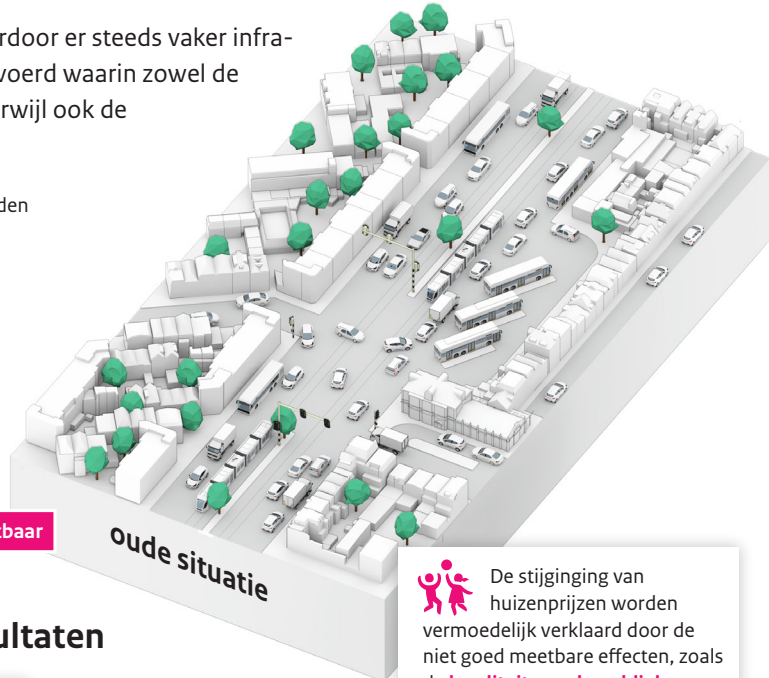 rdoor er steeds vaker infra-
voerd waarin zowel de
rwijl ook de
den
tbaar
oude situatie
ultaten
De stijginging van
huizenprijzen worden
vermoedelijk verklaard door de
niet goed meetbare effecten, zoals